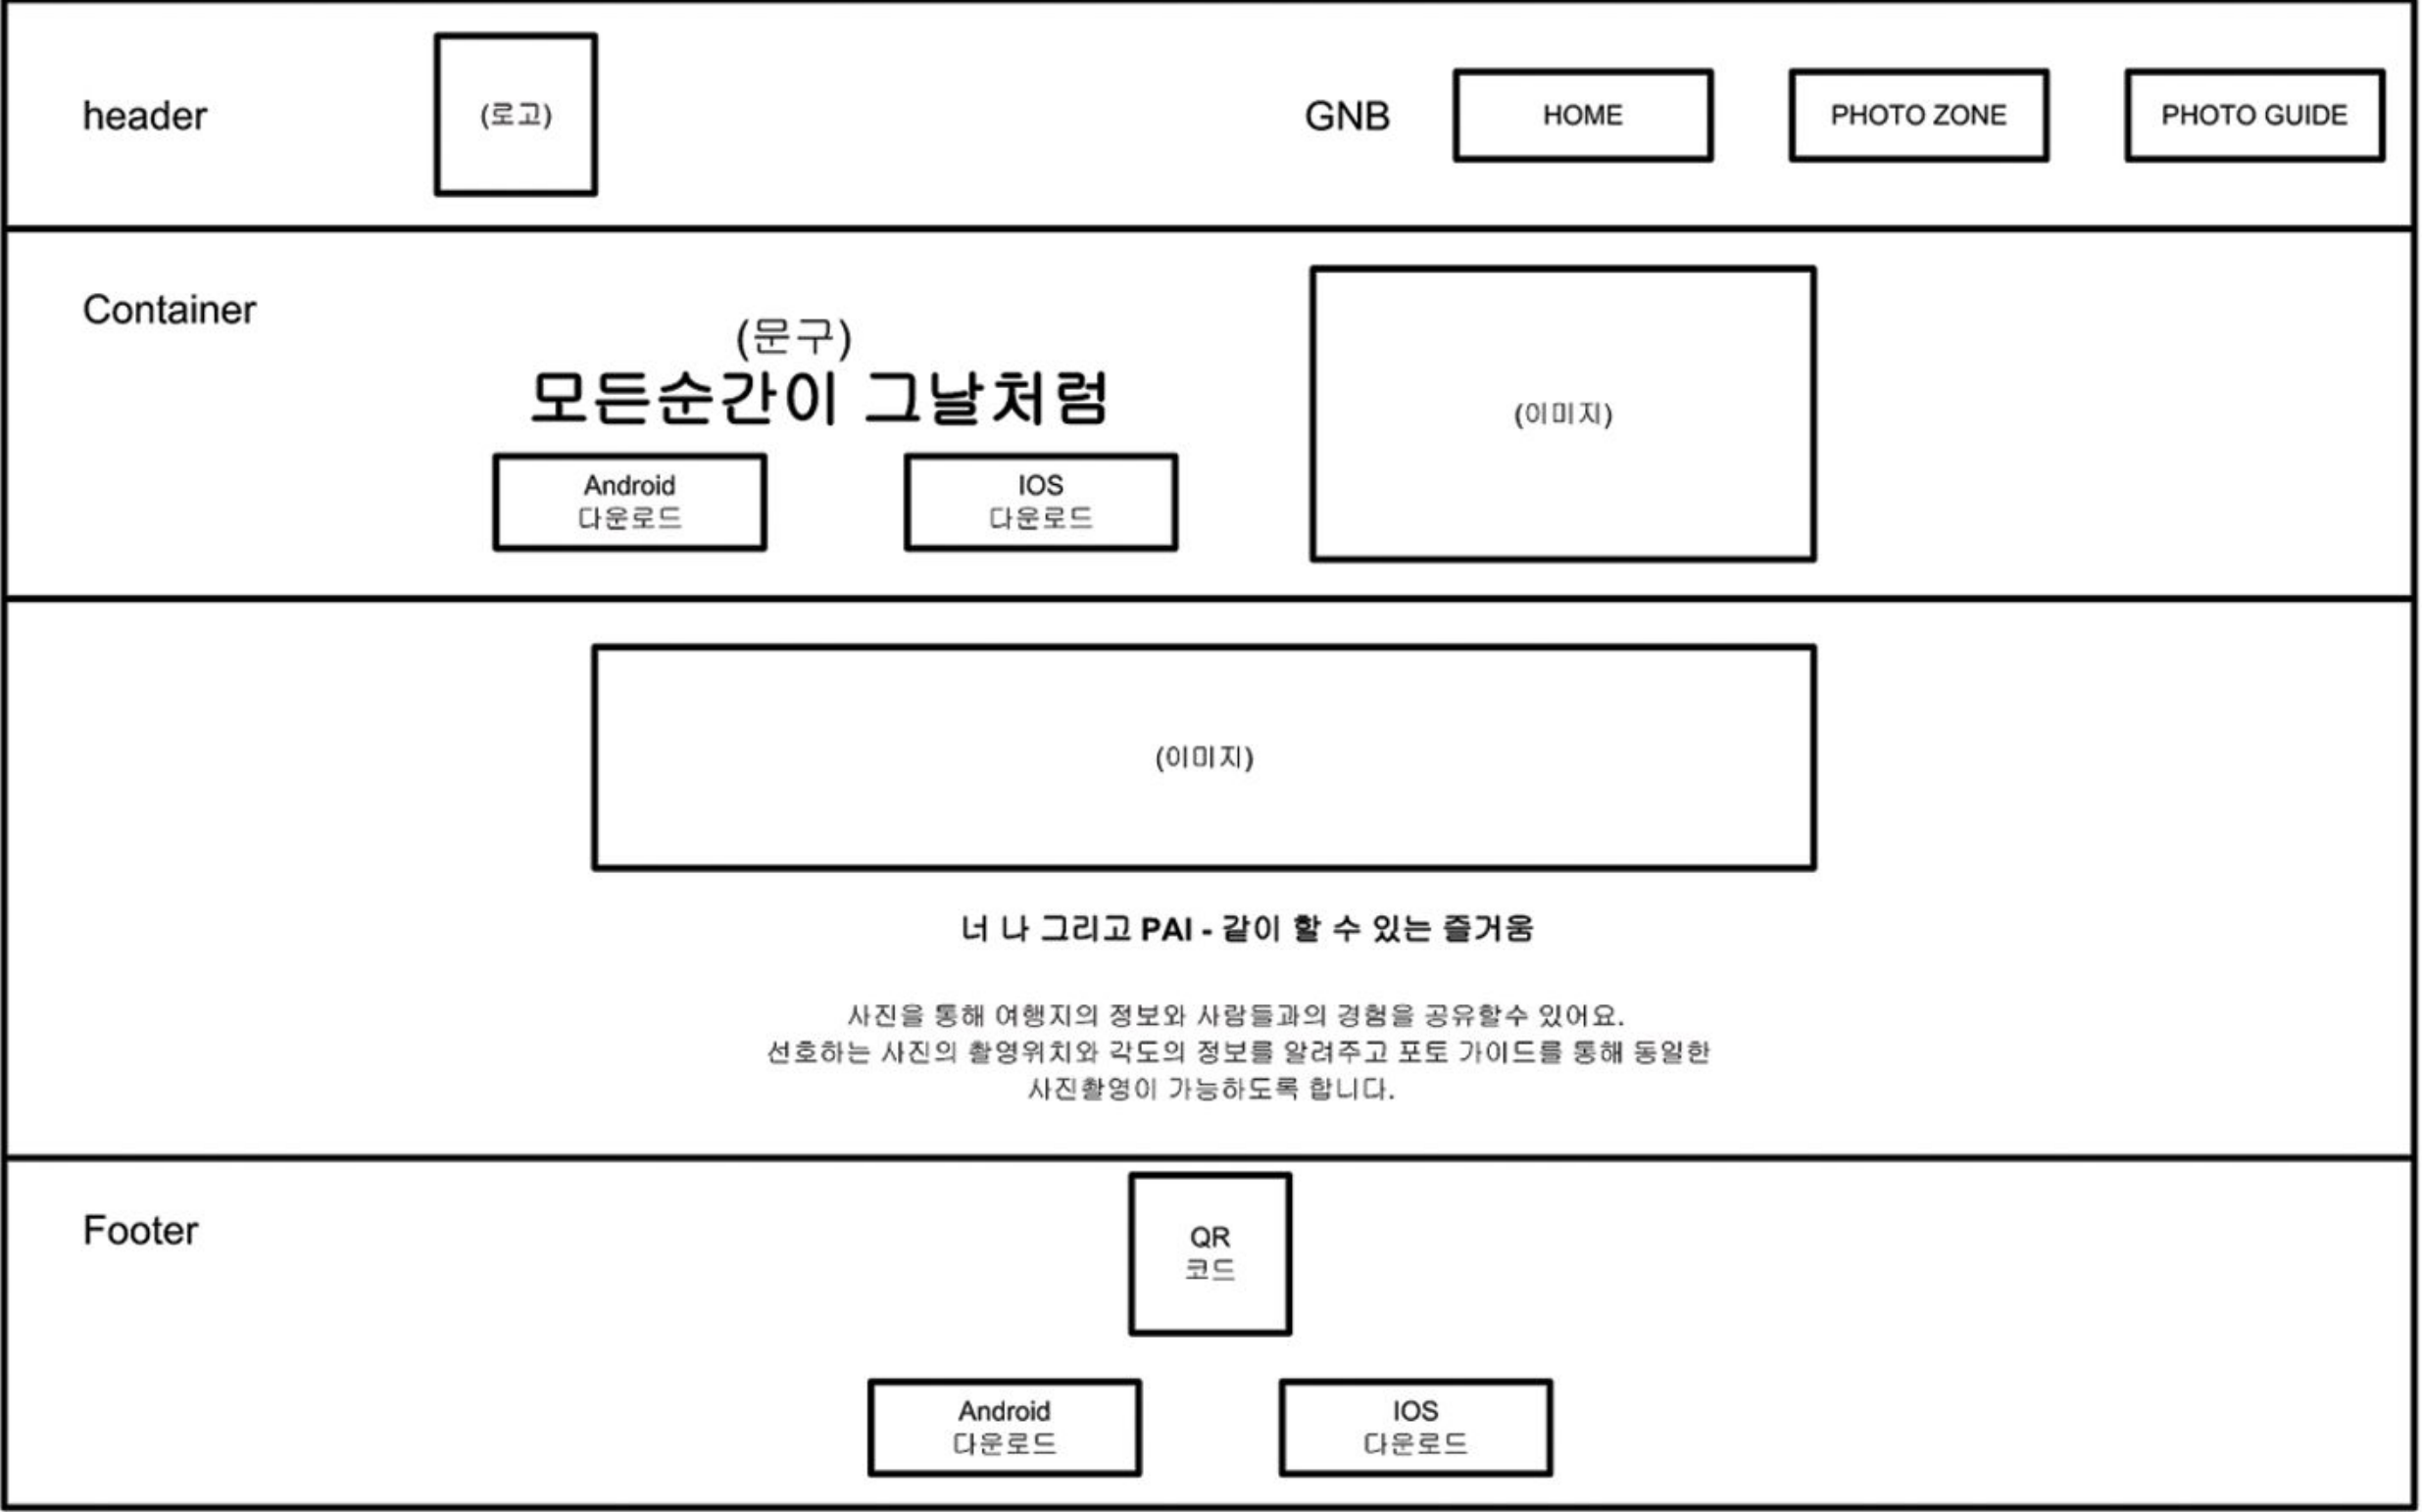 header
(로고)
GNB
HOME
PHOTO ZONE
PHOTO GUIDE
Container
(문구)
모든순간이 그날처럼
Android
다운로드
IOS
다운로드
(이미지)
(이미지)
너 나 그리고 PAI - 같이 할 수 있는 즐거움
사진을 통해 여행지의 정보와 사람들과의 경험을 공유할수 있어요.
선호하는 사진의 촬영위치와 각도의 정보를 알려주고 포토 가이드를 통해 동일한
사진촬영이 가능하도록 합니다.
Footer
QR
코드
Android
다운로드
IOS
다운로드